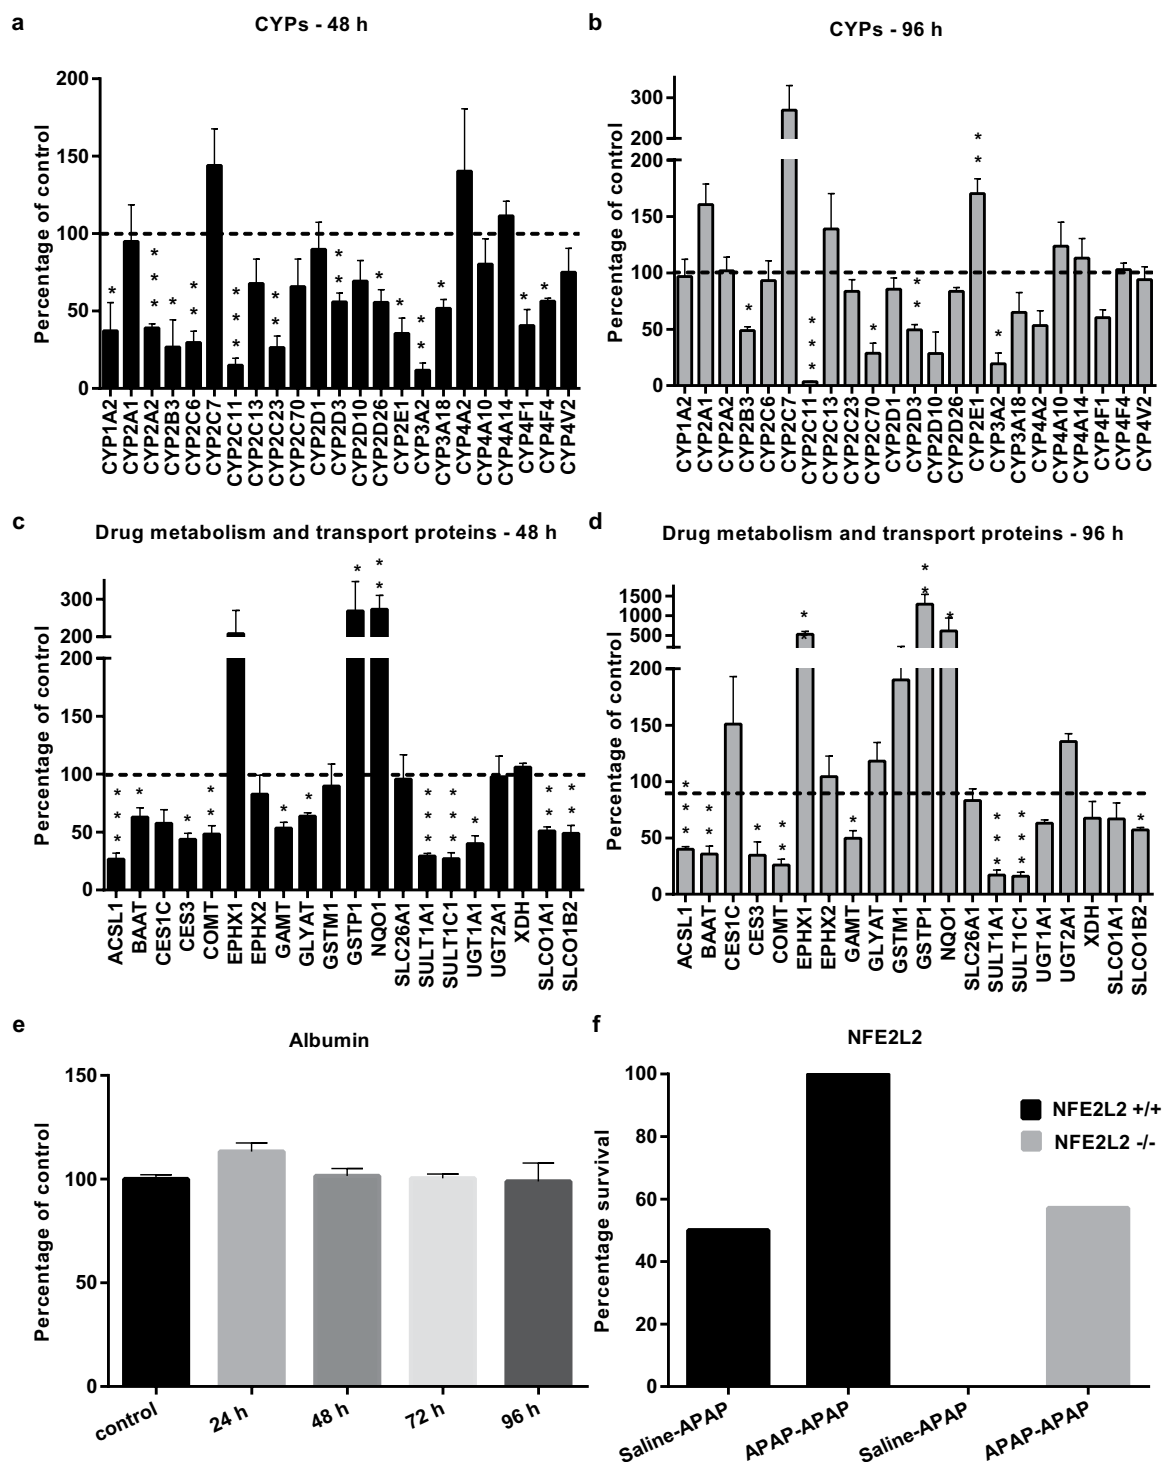 a
CYPs - 48 h
Percentage of control
200
150
100
50
0
* * * * * * * * * * * * * * * * * * * * * *
CYP1A2
CYP2A1
CYP2A2
CYP2B3
CYP2C6
CYP2C7
CYP2C11
CYP2C13
CYP2C23
CYP2C70
CYP2D1
CYP2D3
CYP2D10
CYP2D26
CYP2E1
CYP3A2
CYP3A18
CYP4A2
CYP4A10
CYP4A14
CYP4F1
CYP4F4
CYP4V2
b
CYPs - 96 h
Percentage of control
300
200
200
150
100
50
0
* * * * * * * * * *
CYP1A2
CYP2A1
CYP2A2
CYP2B3
CYP2C6
CYP2C7
CYP2C11
CYP2C13
CYP2C23
CYP2C70
CYP2D1
CYP2D3
CYP2D10
CYP2D26
CYP2E1
CYP3A2
CYP3A18
CYP4A2
CYP4A10
CYP4A14
CYP4F1
CYP4F4
CYP4V2
c
Drug metabolism and transport proteins - 48 h
Percentage of control
300
200
200
150
100
50
0
ACSL1
BAAT
CES1C
CES3
COMT
EPHX1
EPHX2
GAMT
GLYAT
GSTM1
GSTP1
NQO1
SLC26A1
SULT1A1
SULT1C1
UGT1A1
UGT2A1
XDH
SLCO1A1
SLCO1B2
d
Drug metabolism and transport proteins - 96 h
Percentage of control
1500
1000
500
200
150
100
50
0
ACSL1
BAAT
CES1C
CES3
COMT
EPHX1
EPHX2
GAMT
GLYAT
GSTM1
GSTP1
NQO1
SLC26A1
SULT1A1
SULT1C1
UGT1A1
UGT2A1
XDH
SLCO1A1
SLCO1B2
e
Albumin
Percentage of control
150
100
50
0
control
24 h
48 h
72 h
96 h
f
NFE2L2
Percentage survival
100
80
60
40
20
0
NFE2L2 +/+
NFE2L2 -/-
Saline-APAP
APAP-APAP
Saline-APAP
APAP-APAP